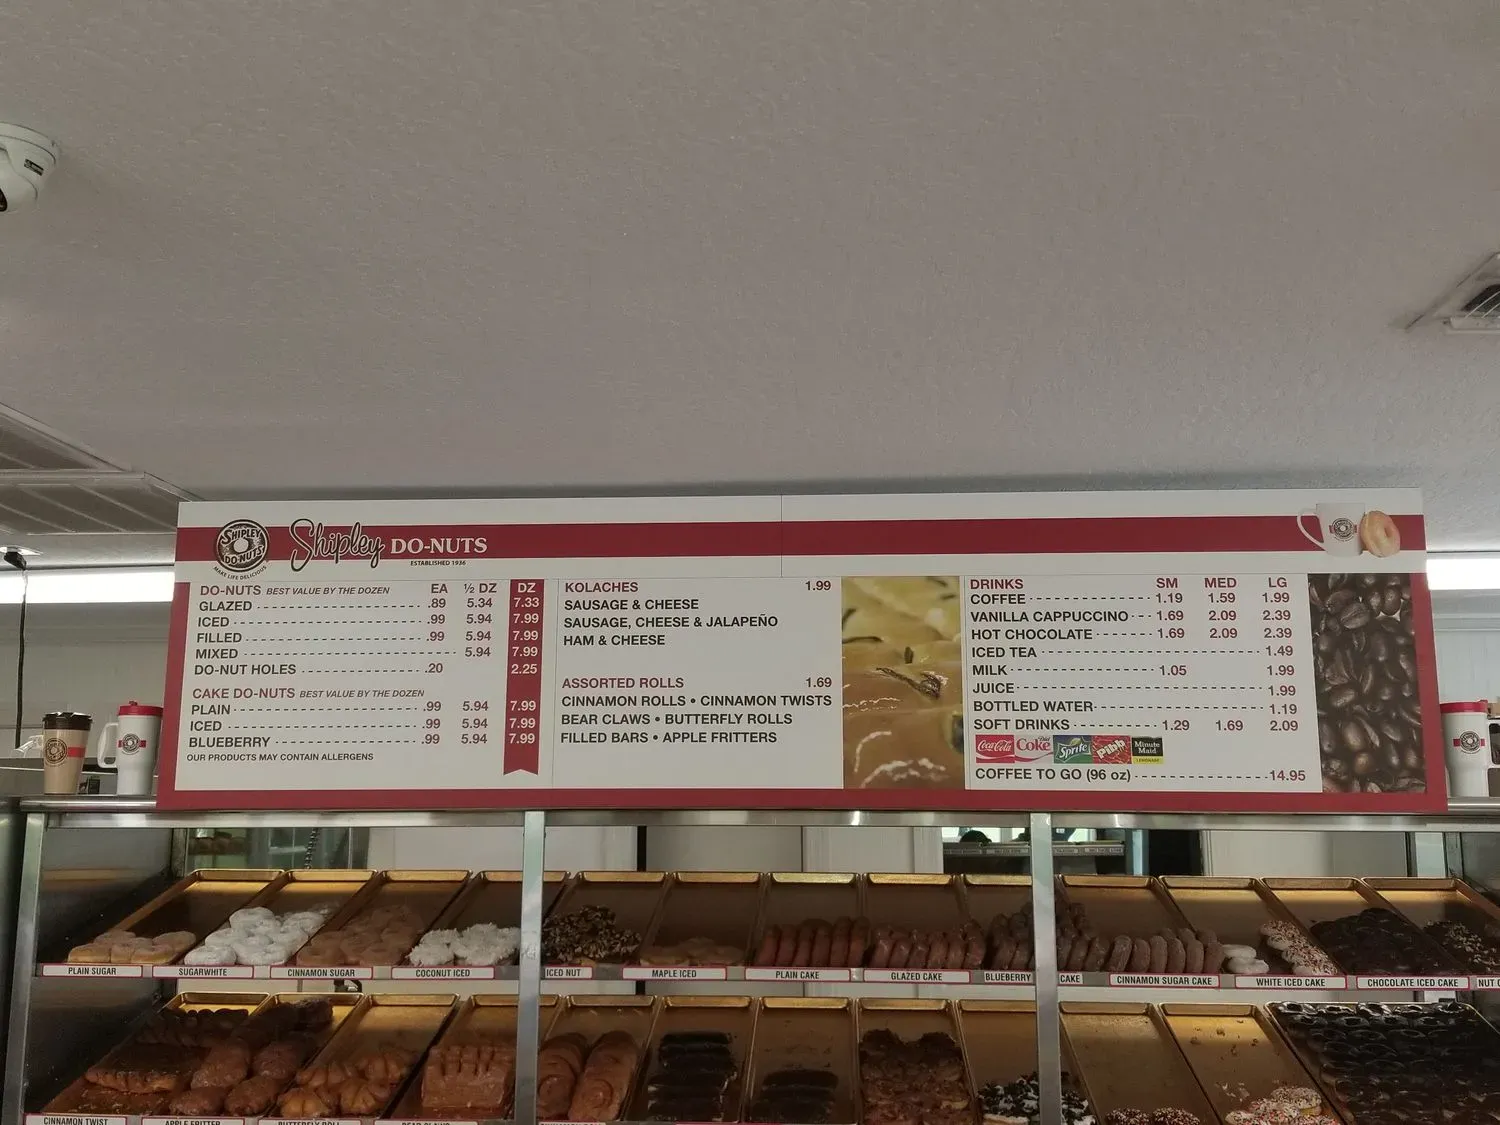 SHIPLEY
DO-NUTS
MAKE LIFE DELICIOUS
Shipley DO-NUTS
ESTABLISHED 1936
DO-NUTS BEST VALUE BY THE DOZEN EA ½ DZ DZ
GLAZED .89 5.34 7.33
ICED .99 5.94 7.99
FILLED .99 5.94 7.99
MIXED 5.94 7.99
DO-NUT HOLES .20 2.25
CAKE DO-NUTS BEST VALUE BY THE DOZEN
PLAIN .99 5.94 7.99
ICED .99 5.94 7.99
BLUEBERRY .99 5.94 7.99
OUR PRODUCTS MAY CONTAIN ALLERGENS
KOLACHES 1.99
SAUSAGE & CHEESE
SAUSAGE, CHEESE & JALAPEÑO
HAM & CHEESE
ASSORTED ROLLS 1.69
CINNAMON ROLLS • CINNAMON TWISTS
BEAR CLAWS • BUTTERFLY ROLLS
FILLED BARS • APPLE FRITTERS
DRINKS SM MED LG
COFFEE 1.19 1.59 1.99
VANILLA CAPPUCCINO 1.69 2.09 2.39
HOT CHOCOLATE 1.69 2.09 2.39
ICED TEA 1.49
MILK 1.05 1.99
JUICE 1.99
BOTTLED WATER 1.19
SOFT DRINKS 1.29 1.69 2.09
Coca-Cola Diet Coke Sprite Pibb Minute Maid LEMONADE
COFFEE TO GO (96 oz) 14.95
PLAIN SUGAR
SUGARWHITE
CINNAMON SUGAR
COCONUT ICED
ICED NUT
MAPLE ICED
PLAIN CAKE
GLAZED CAKE
BLUEBERRY CAKE
CINNAMON SUGAR CAKE
WHITE ICED CAKE
CHOCOLATE ICED CAKE
NUT
CINNAMON TWIST
APPLE FRITTER
BUTTERFLY ROLL
BEAR CLAWS